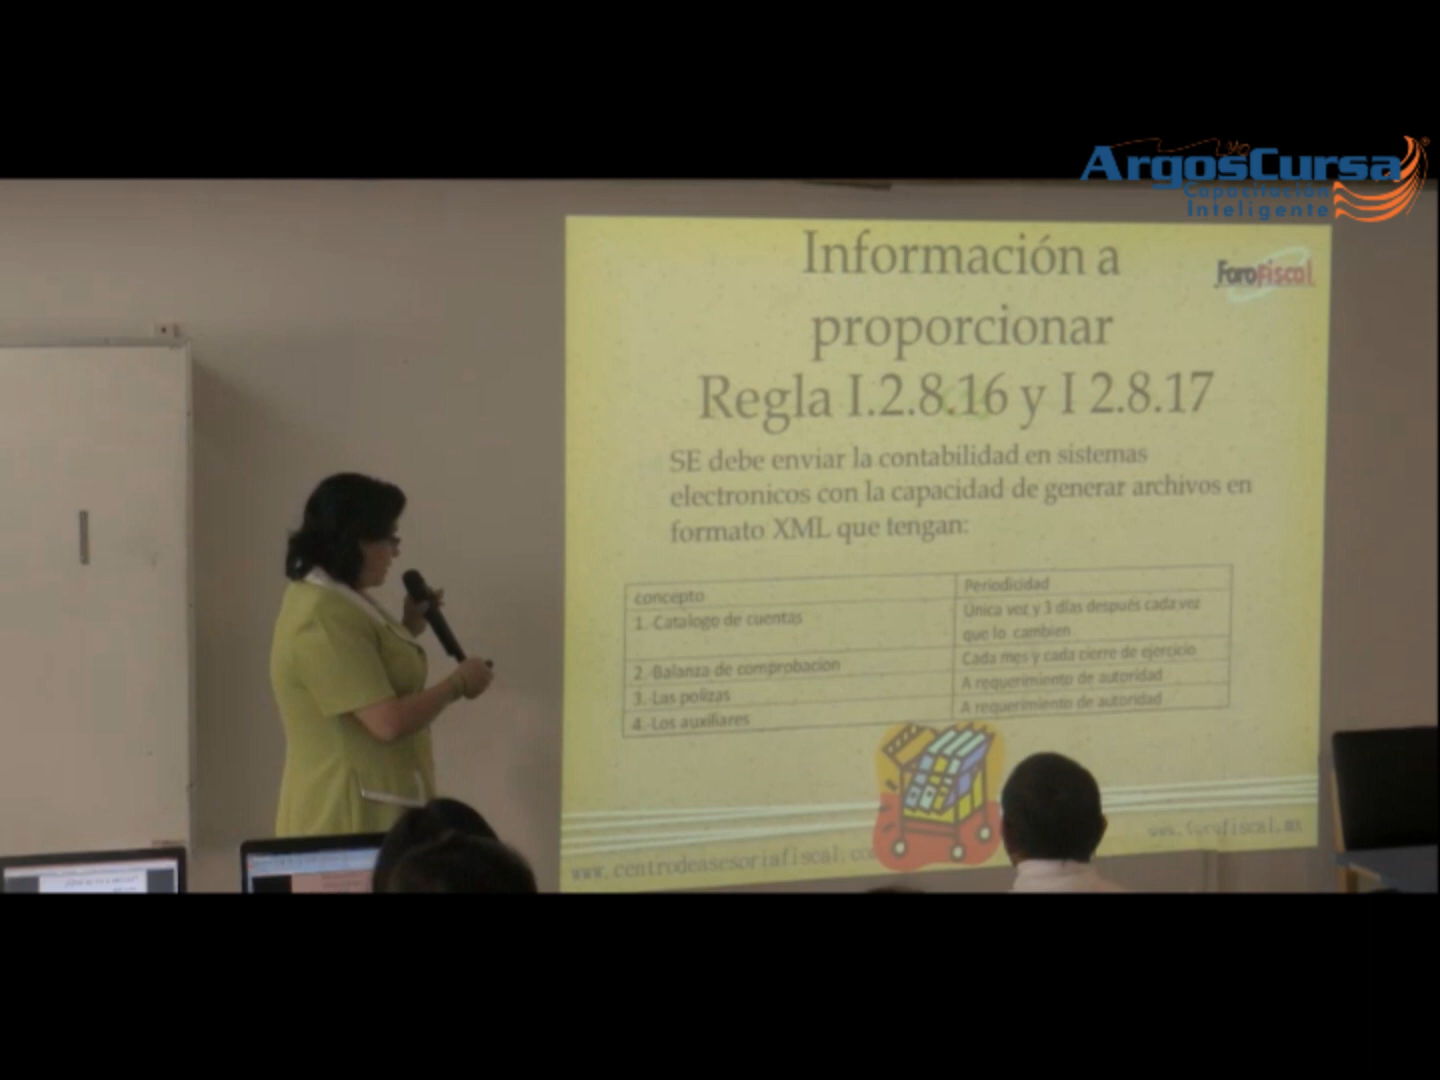 ArgosCursa
Capacitación
Inteligente
Información a
ForoFiscal
proporcionar
Regla I.2.8.16 y I 2.8.17
SE debe enviar la contabilidad en sistemas
electronicos con la capacidad de generar archivos en
formato XML que tengan:
concepto
Periodicidad
1. Catalogo de cuentas
Única vez y 3 días después cada vez
que lo cambien
2. Balanza de comprobacion
Cada mes y cada cierre de ejercicio
3. Las polizas
A requerimiento de autoridad
4. Los auxiliares
A requerimiento de autoridad
www.centrodeasesoriafiscal.co
www.forofiscal.mx